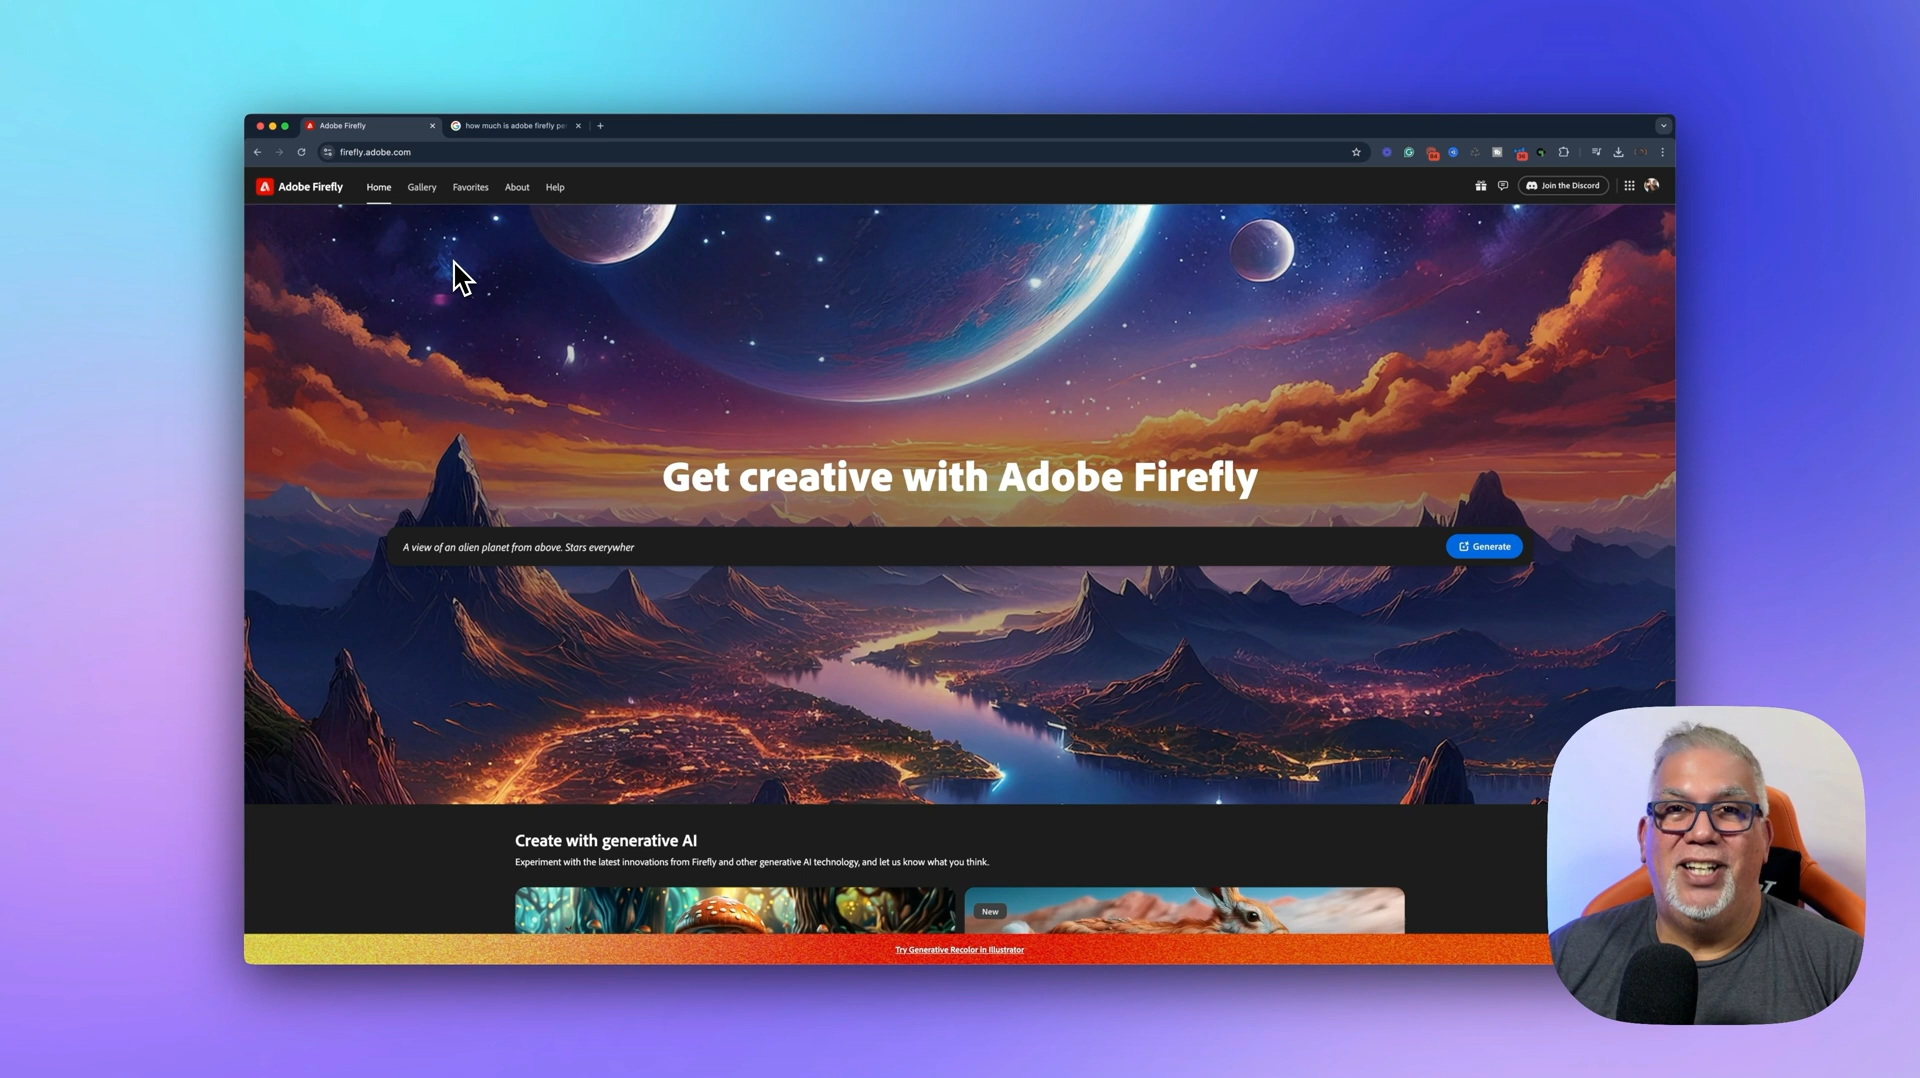 Adobe Firefly
how much is adobe firefly pe
firefly.adobe.com
Adobe Firefly
Home
Gallery
Favorites
About
Help
Join the Discord
Get creative with Adobe Firefly
A view of an alien planet from above. Stars everywher
Generate
Create with generative AI
Experiment with the latest innovations from Firefly and other generative AI technology, and let us know what you think.
New
Try Generative Recolor in Illustrator